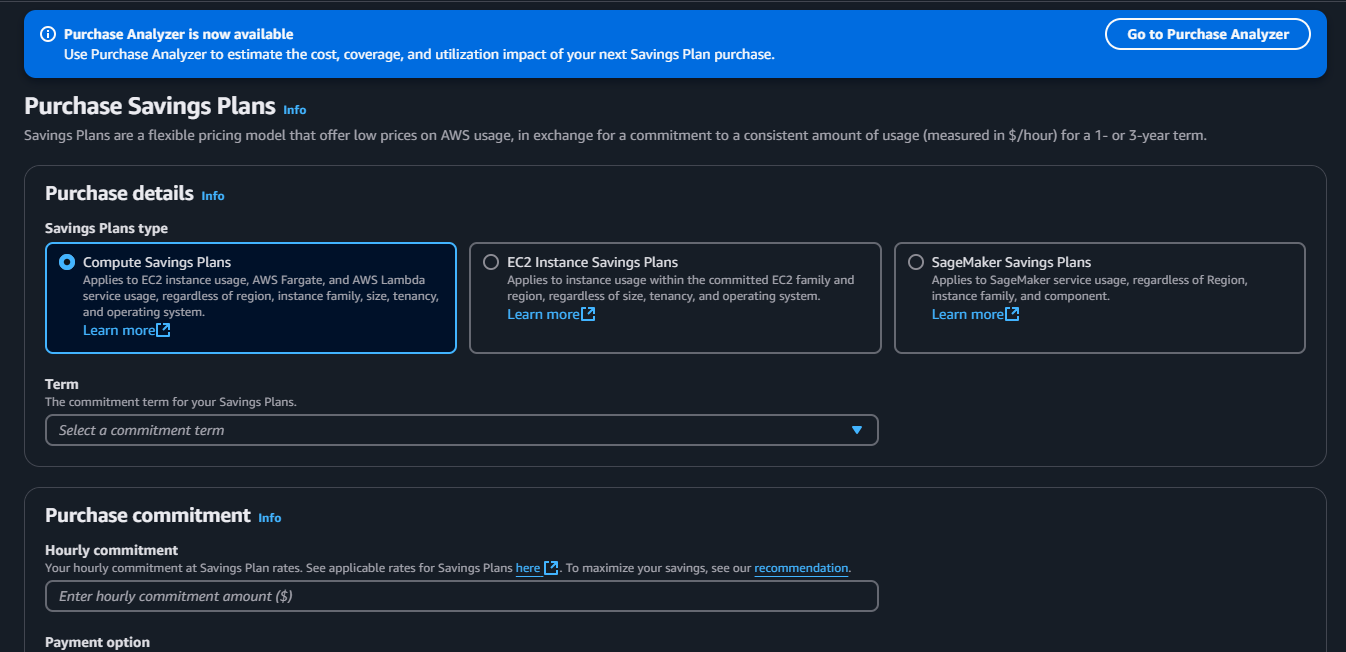 Purchase Analyzer is now available
Go to Purchase Analyzer
Use Purchase Analyzer to estimate the cost, coverage, and utilization impact of your next Savings Plan purchase.
Purchase Savings Plans Info
Savings Plans are a flexible pricing model that offer low prices on AWS usage, in exchange for a commitment to a consistent amount of usage (measured in $/hour) for a 1- or 3-year term.
Purchase details Info
Savings Plans type
Compute Savings Plans
Applies to EC2 instance usage, AWS Fargate, and AWS Lambda
service usage, regardless of region, instance family, size, tenancy,
and operating system.
Learn more
EC2 Instance Savings Plans
Applies to instance usage within the committed EC2 family and
region, regardless of size, tenancy, and operating system.
Learn more
SageMaker Savings Plans
Applies to SageMaker service usage, regardless of Region,
instance family, and component.
Learn more
Term
The commitment term for your Savings Plans.
Select a commitment term
Purchase commitment Info
Hourly commitment
Your hourly commitment at Savings Plan rates. See applicable rates for Savings Plans here. To maximize your savings, see our recommendation.
Enter hourly commitment amount ($)
Payment option